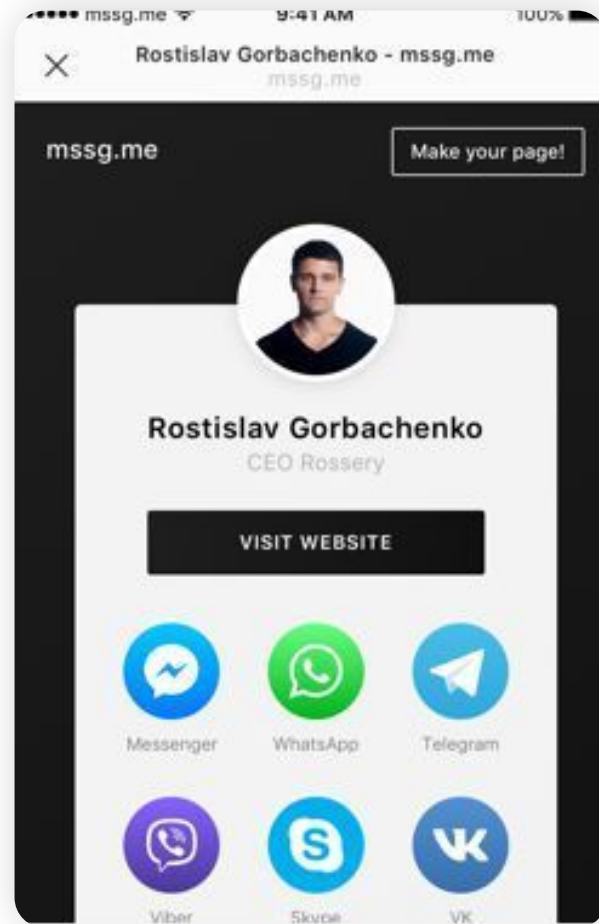 mssg.me 9:41 AM 100%
Rostislav Gorbachenko - mssg.me
mssg.me
mssg.me Make your page!
Rostislav Gorbachenko
CEO Rossery
VISIT WEBSITE
Messenger WhatsApp Telegram
Viber Skype VK